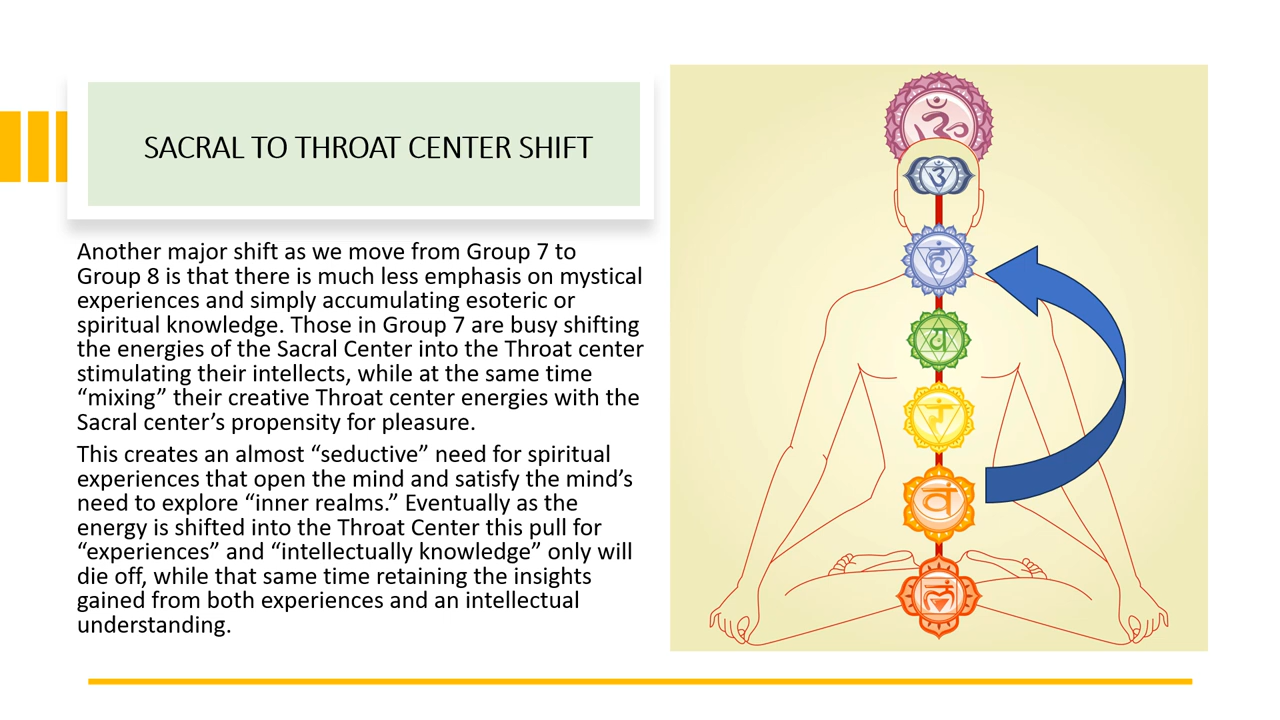 SACRAL TO THROAT CENTER SHIFT
Another major shift as we move from Group 7 to
Group 8 is that there is much less emphasis on mystical
experiences and simply accumulating esoteric or
spiritual knowledge. Those in Group 7 are busy shifting
the energies of the Sacral Center into the Throat center
stimulating their intellects, while at the same time
“mixing” their creative Throat center energies with the
Sacral center’s propensity for pleasure.
This creates an almost “seductive” need for spiritual
experiences that open the mind and satisfy the mind’s
need to explore “inner realms.” Eventually as the
energy is shifted into the Throat Center this pull for
“experiences” and “intellectually knowledge” only will
die off, while that same time retaining the insights
gained from both experiences and an intellectual
understanding.
ॐ
ॐ
हं
यं
रं
वं
लं